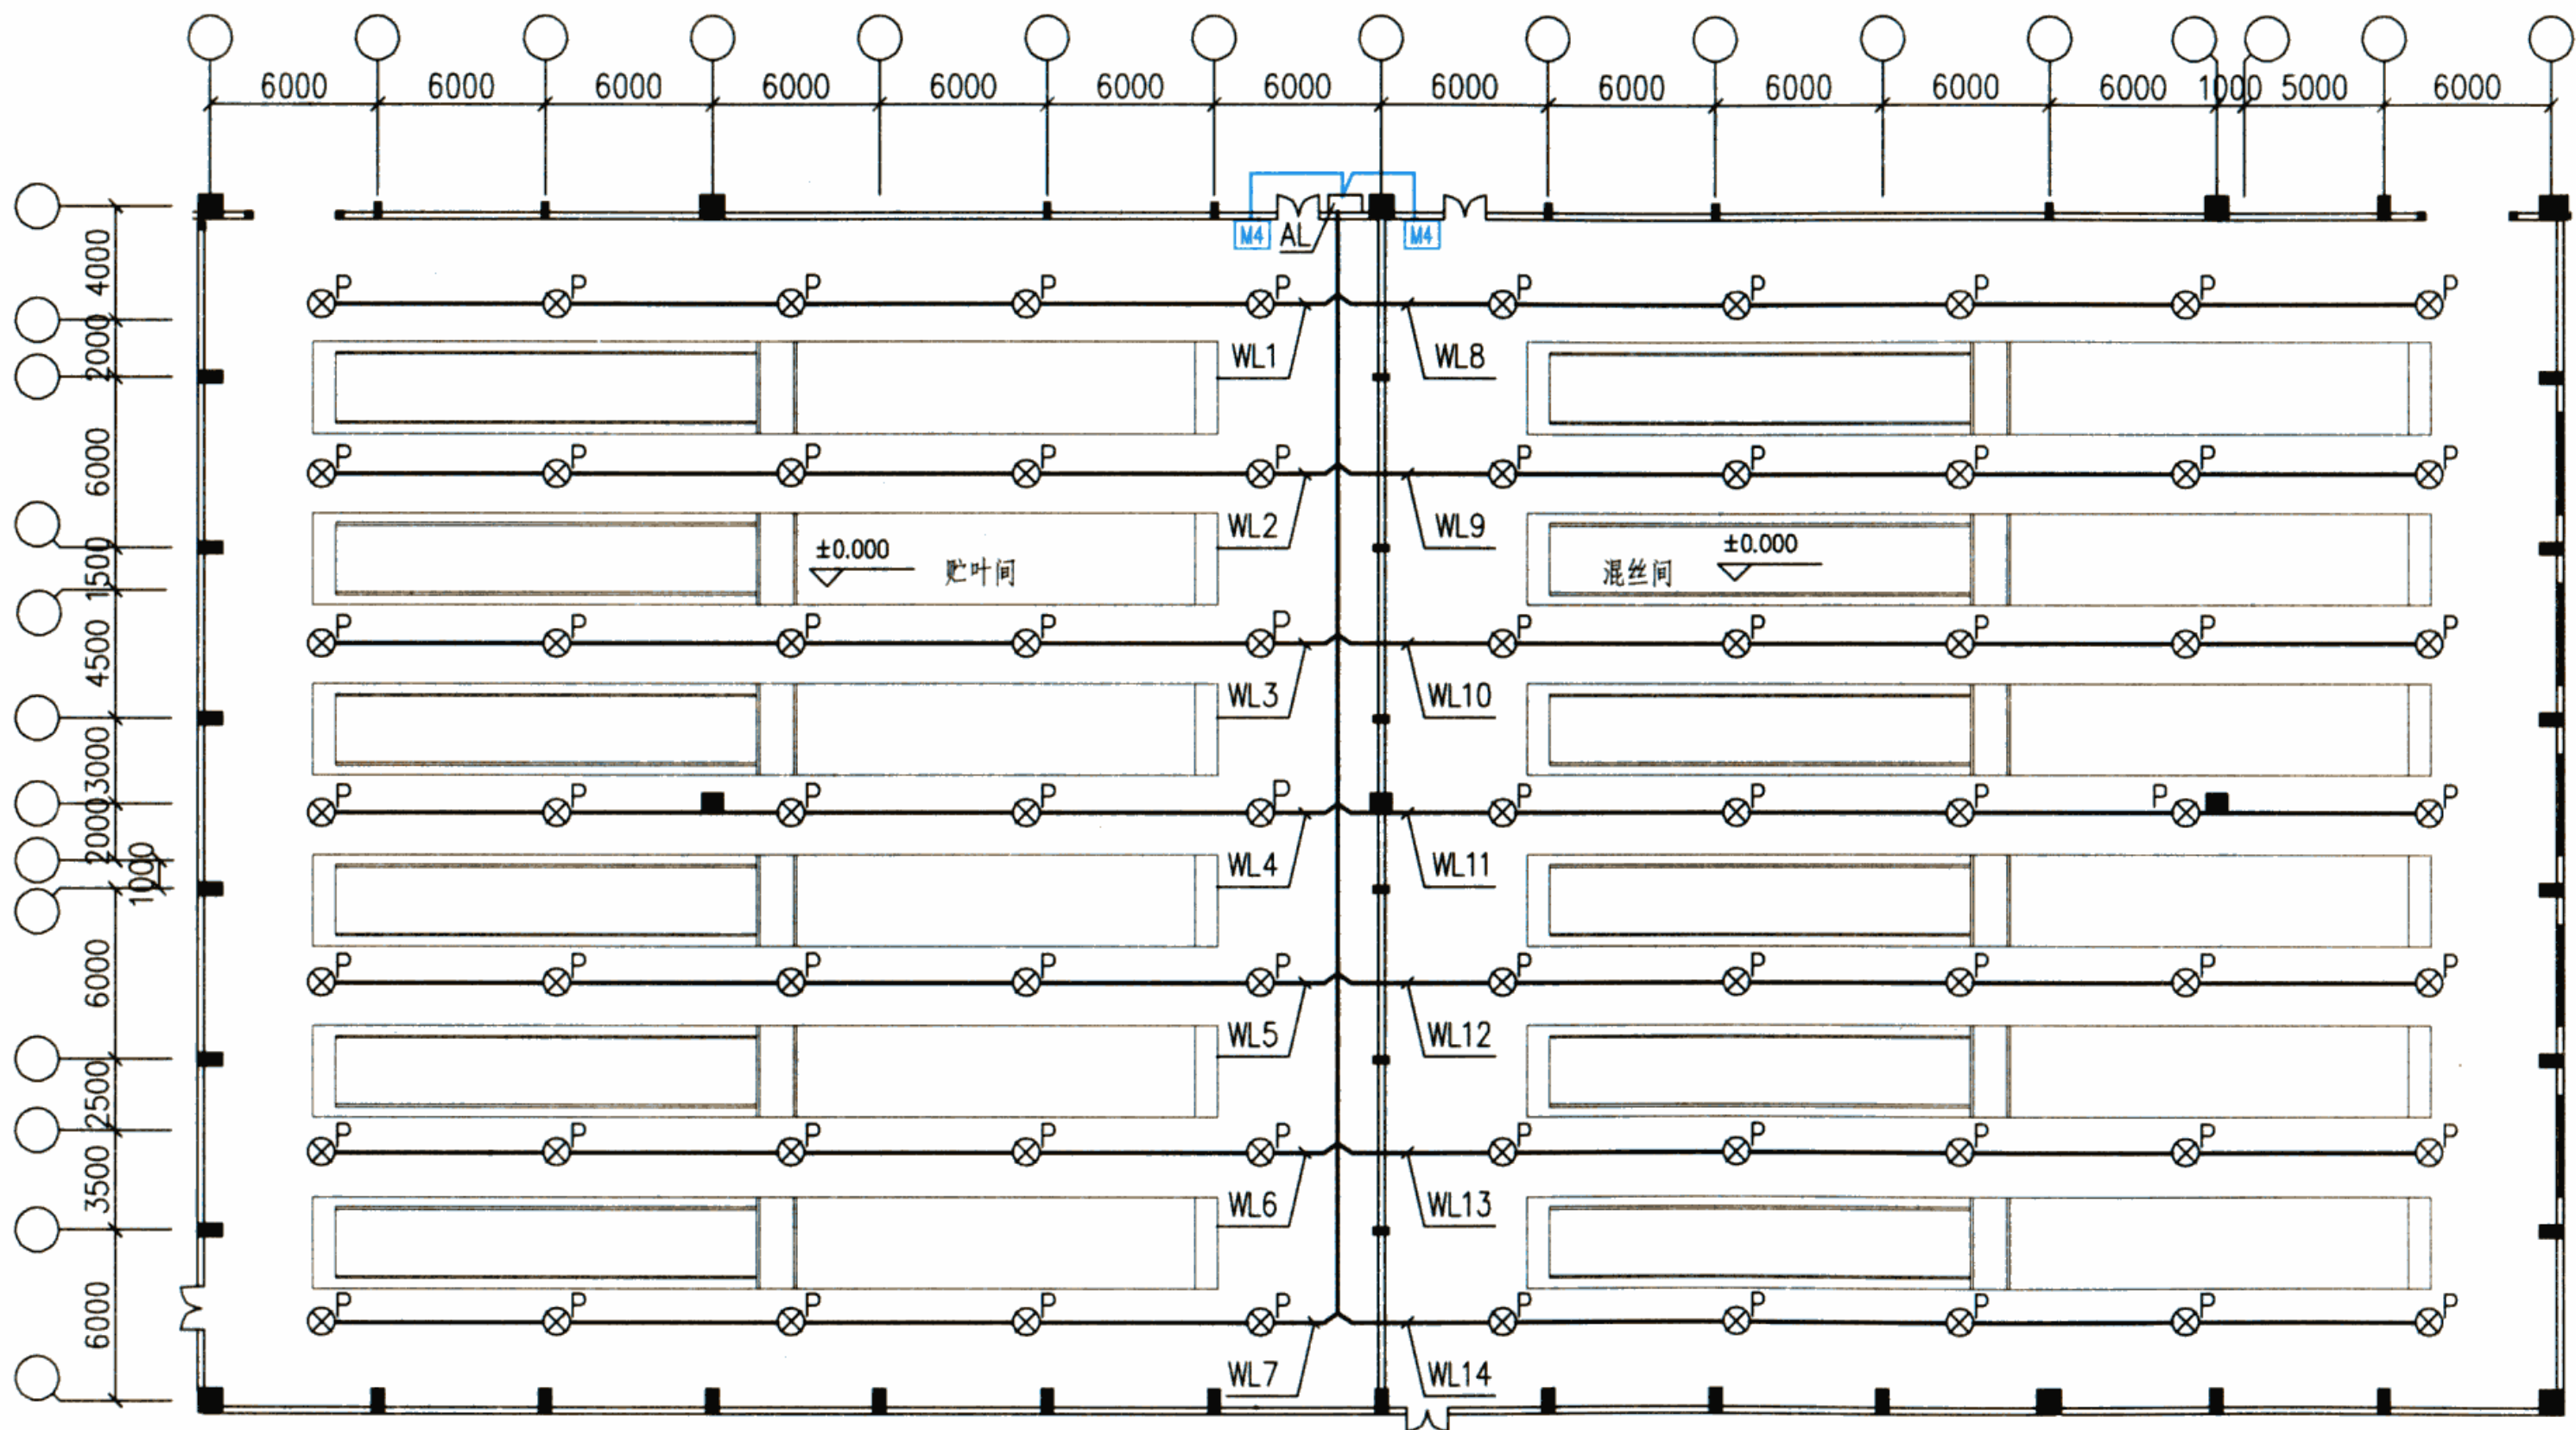 6000 6000 6000 6000 6000 6000 6000 6000 6000 6000 6000 6000 1000 5000 6000
M4 AL M4
4000
P P P P P P P P P P
2000
WL1 WL8
6000
P P P P P P P P P P
WL2 WL9
±0.000 贮叶间 混丝间 ±0.000
1500
P P P P P P P P P P
4500
WL3 WL10
3000
P P P P P P P P P P
2000
1000
WL4 WL11
6000
P P P P P P P P P P
WL5 WL12
2500
P P P P P P P P P P
3500
WL6 WL13
6000
P P P P P P P P P P
WL7 WL14